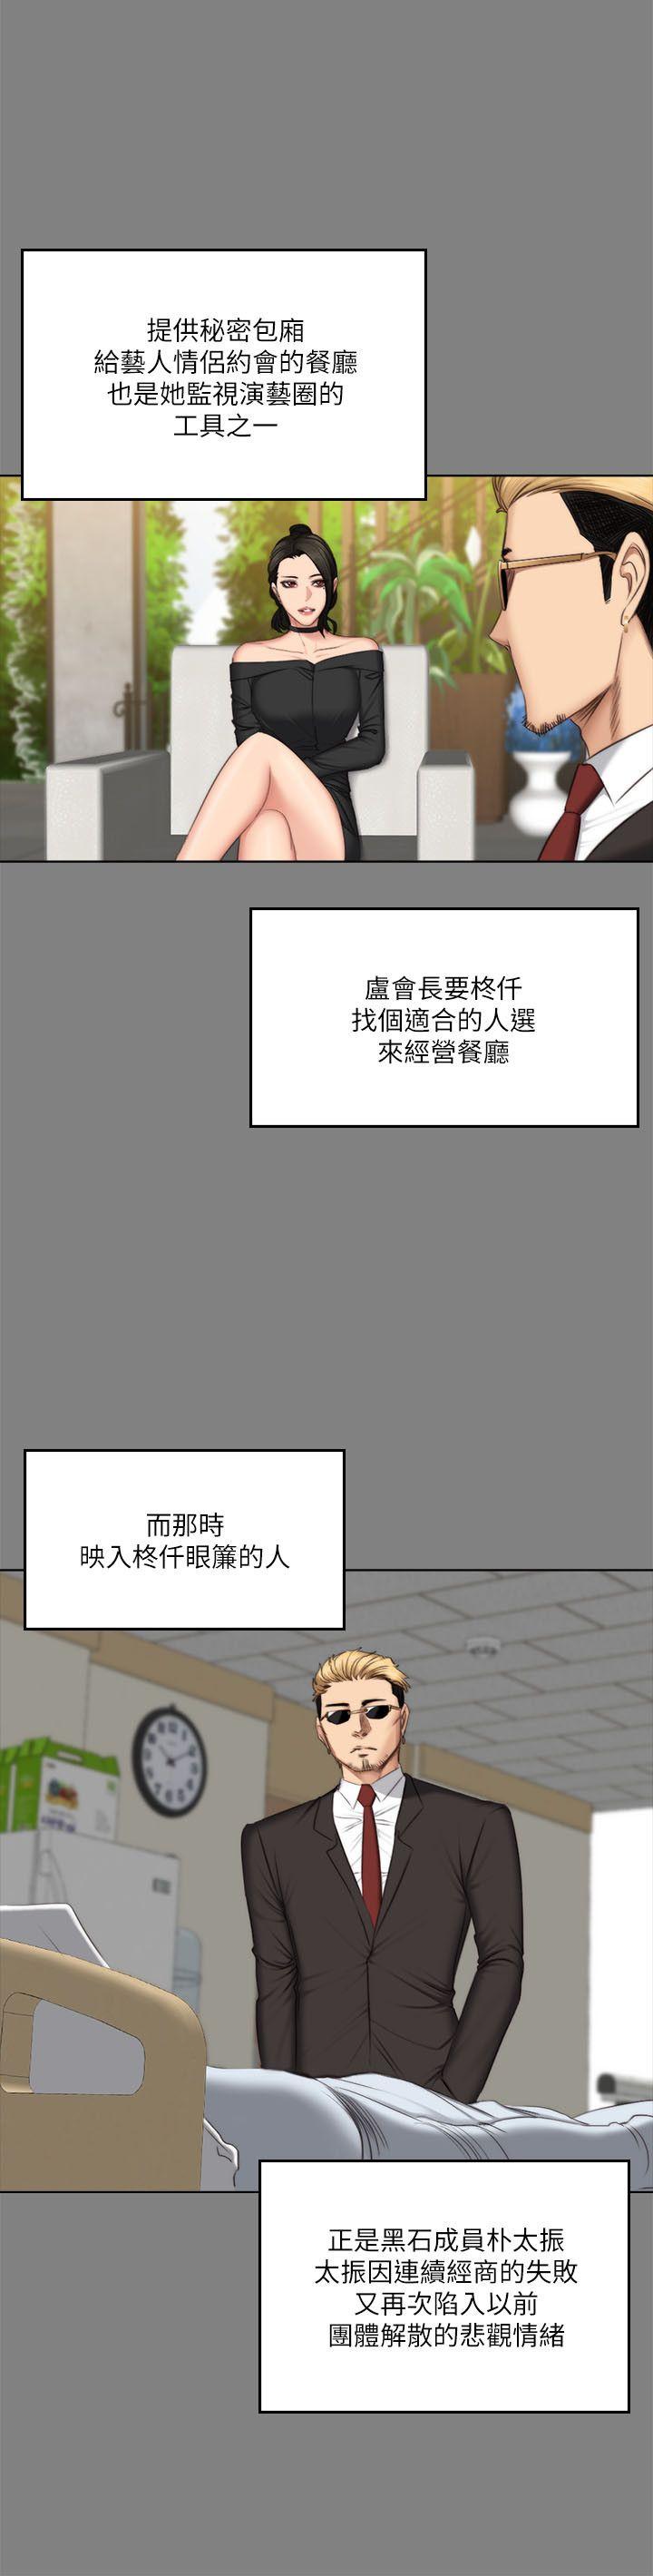 提供秘密包廂
給藝人情侶約會的餐廳
也是她監視演藝圈的
工具之一
盧會長要柊仟
找個適合的人選
來經營餐廳
而那時
映入柊仟眼簾的人
正是黑石成員朴太振
太振因連續經商的失敗
又再次陷入以前
團體解散的悲觀情緒